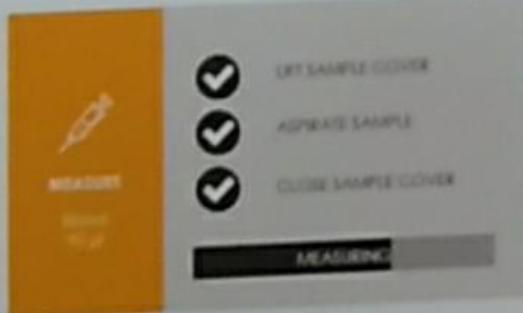 MEASURE
LIFT SAMPLE COVER
ASPIRATE SAMPLE
CLOSE SAMPLE COVER
MEASURING